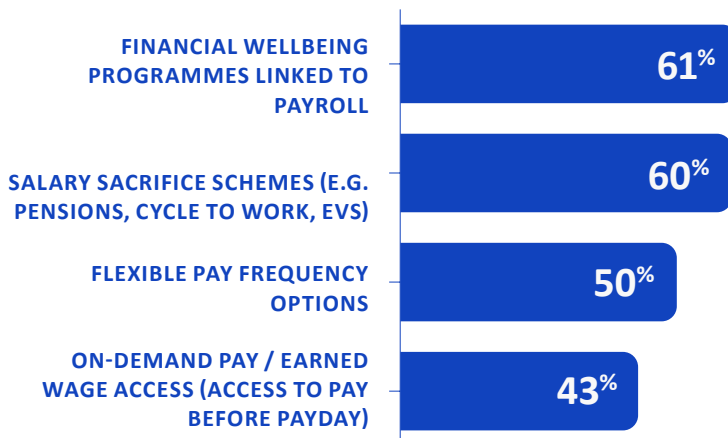 FINANCIAL WELLBEING
PROGRAMMES LINKED TO
PAYROLL
61%
SALARY SACRIFICE SCHEMES (E.G.
PENSIONS, CYCLE TO WORK, EVS)
60%
FLEXIBLE PAY FREQUENCY
OPTIONS
50%
ON-DEMAND PAY / EARNED
WAGE ACCESS (ACCESS TO PAY
BEFORE PAYDAY)
43%